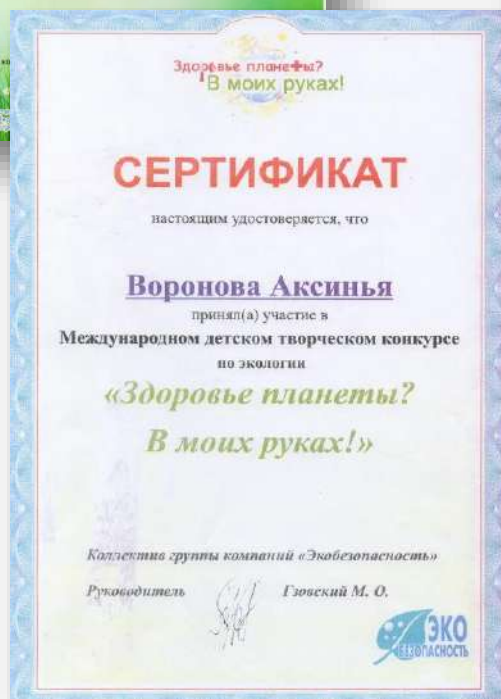 Здоровье планеты?
В моих руках!
СЕРТИФИКАТ
настоящим удостоверяется, что
Воронова Аксинья
принял(а) участие в
Международном детском творческом конкурсе
по экологии
«Здоровье планеты?
В моих руках!»
Коллектив группы компаний «Экобезопасность»
Руководитель Гзовский М. О.
ЭКО
БЕЗОПАСНОСТЬ